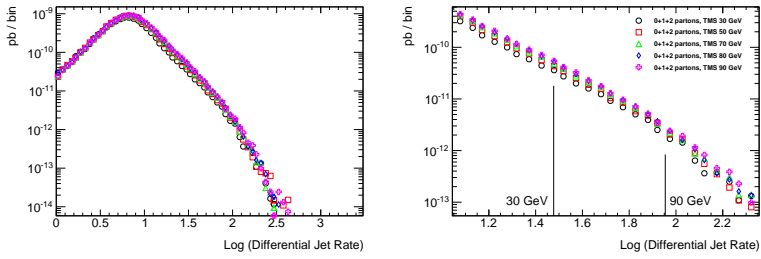 pb / bin
10⁻⁹
10⁻¹⁰
10⁻¹¹
10⁻¹²
10⁻¹³
10⁻¹⁴
0 0.5 1 1.5 2 2.5 3
Log (Differential Jet Rate)
pb / bin
10⁻¹⁰
10⁻¹¹
10⁻¹²
10⁻¹³
0+1+2 partons, TMS 30 GeV
0+1+2 partons, TMS 50 GeV
0+1+2 partons, TMS 70 GeV
0+1+2 partons, TMS 80 GeV
0+1+2 partons, TMS 90 GeV
30 GeV
90 GeV
1.2 1.4 1.6 1.8 2 2.2
Log (Differential Jet Rate)